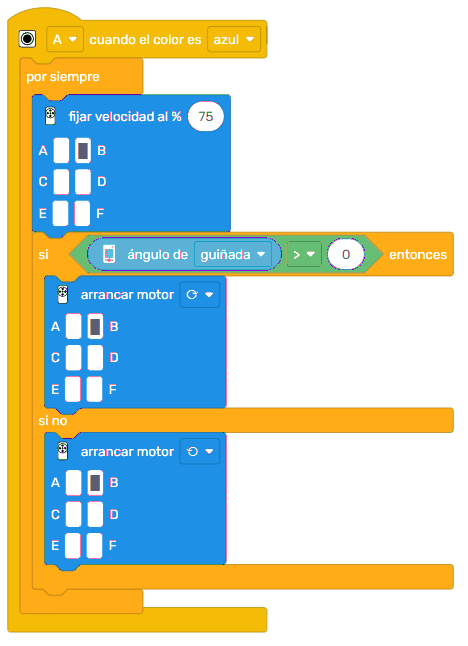 A cuando el color es azul
por siempre
fijar velocidad al % 75
A B
C D
E F
si ángulo de guiñada > 0 entonces
arrancar motor
A B
C D
E F
si no
arrancar motor
A B
C D
E F